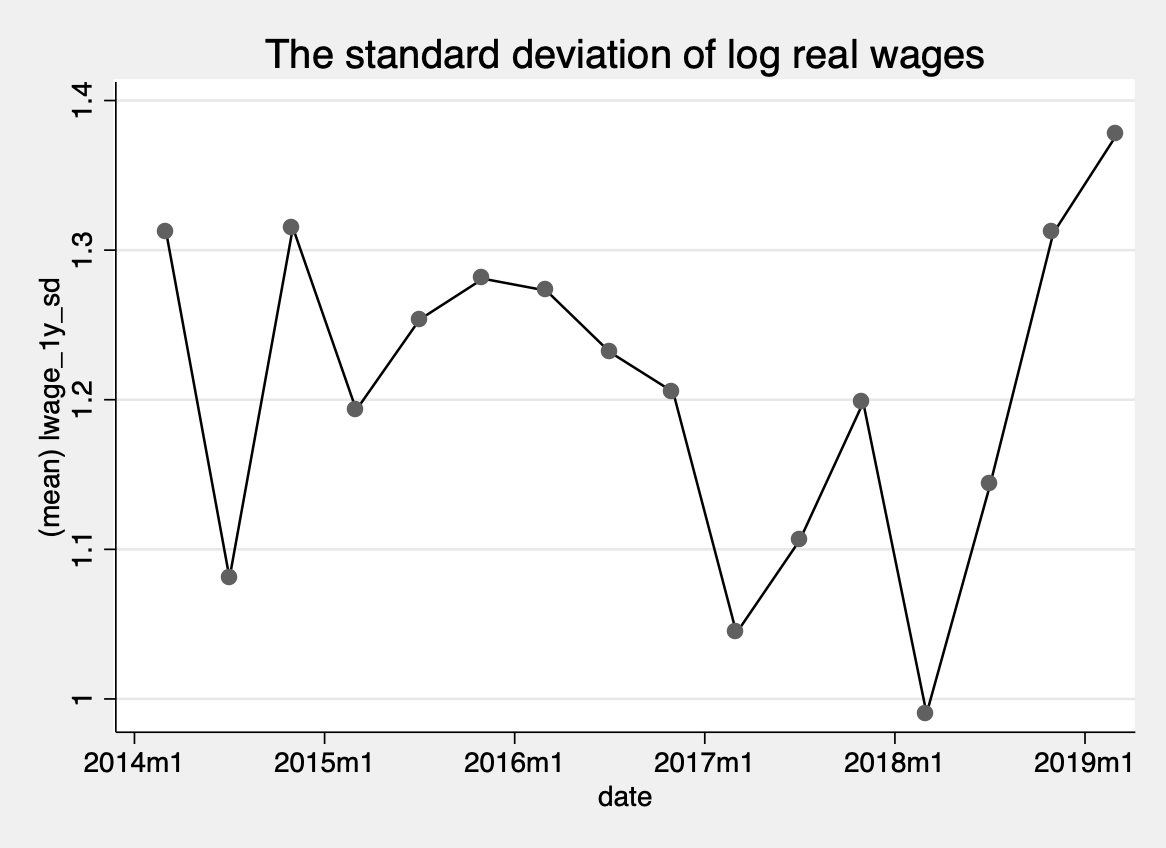 The standard deviation of log real wages
(mean) lwage_1y_sd
1.4
1.3
1.2
1.1
1
2014m1 2015m1 2016m1 2017m1 2018m1 2019m1
date